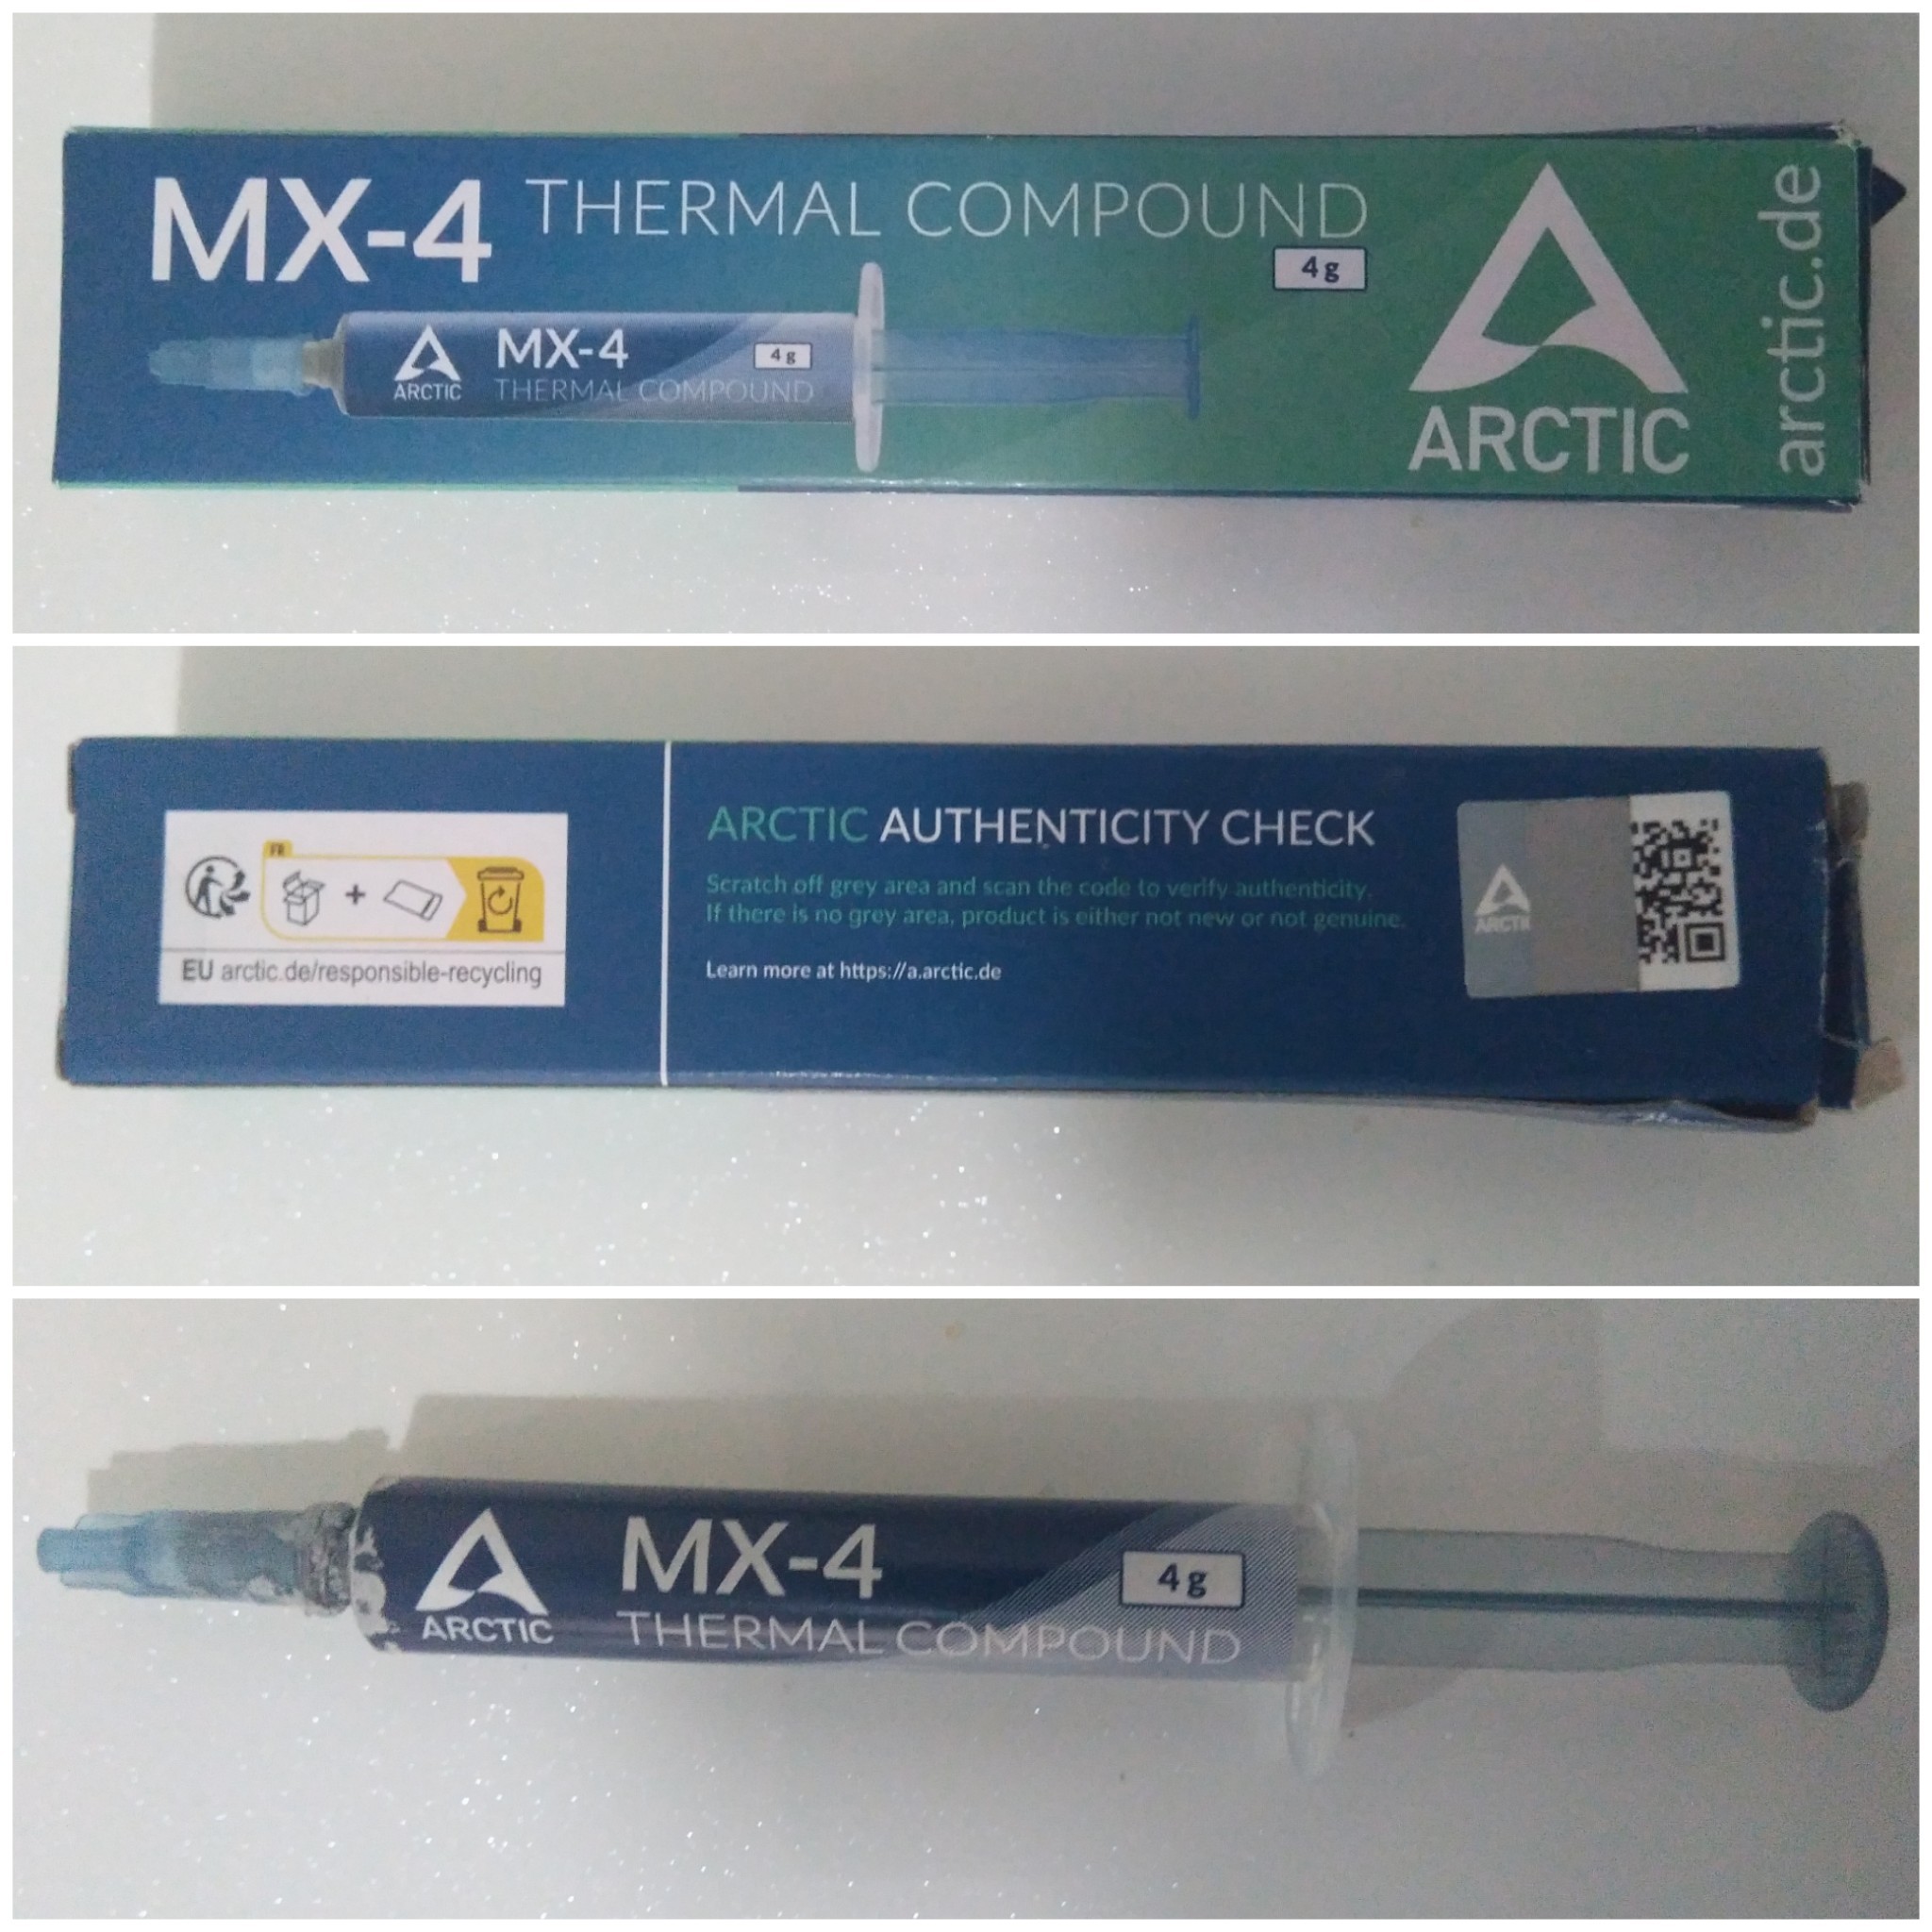 MX-4 THERMAL COMPOUND
4 g
ARCTIC
MX-4
4 g
THERMAL COMPOUND
ARCTIC
arctic.de
FR
EU arctic.de/responsible-recycling
ARCTIC AUTHENTICITY CHECK
Scratch off grey area and scan the code to verify authenticity.
If there is no grey area, product is either not new or not genuine.
Learn more at https://a.arctic.de
ARCTIC
ARCTIC
MX-4
4 g
THERMAL COMPOUND